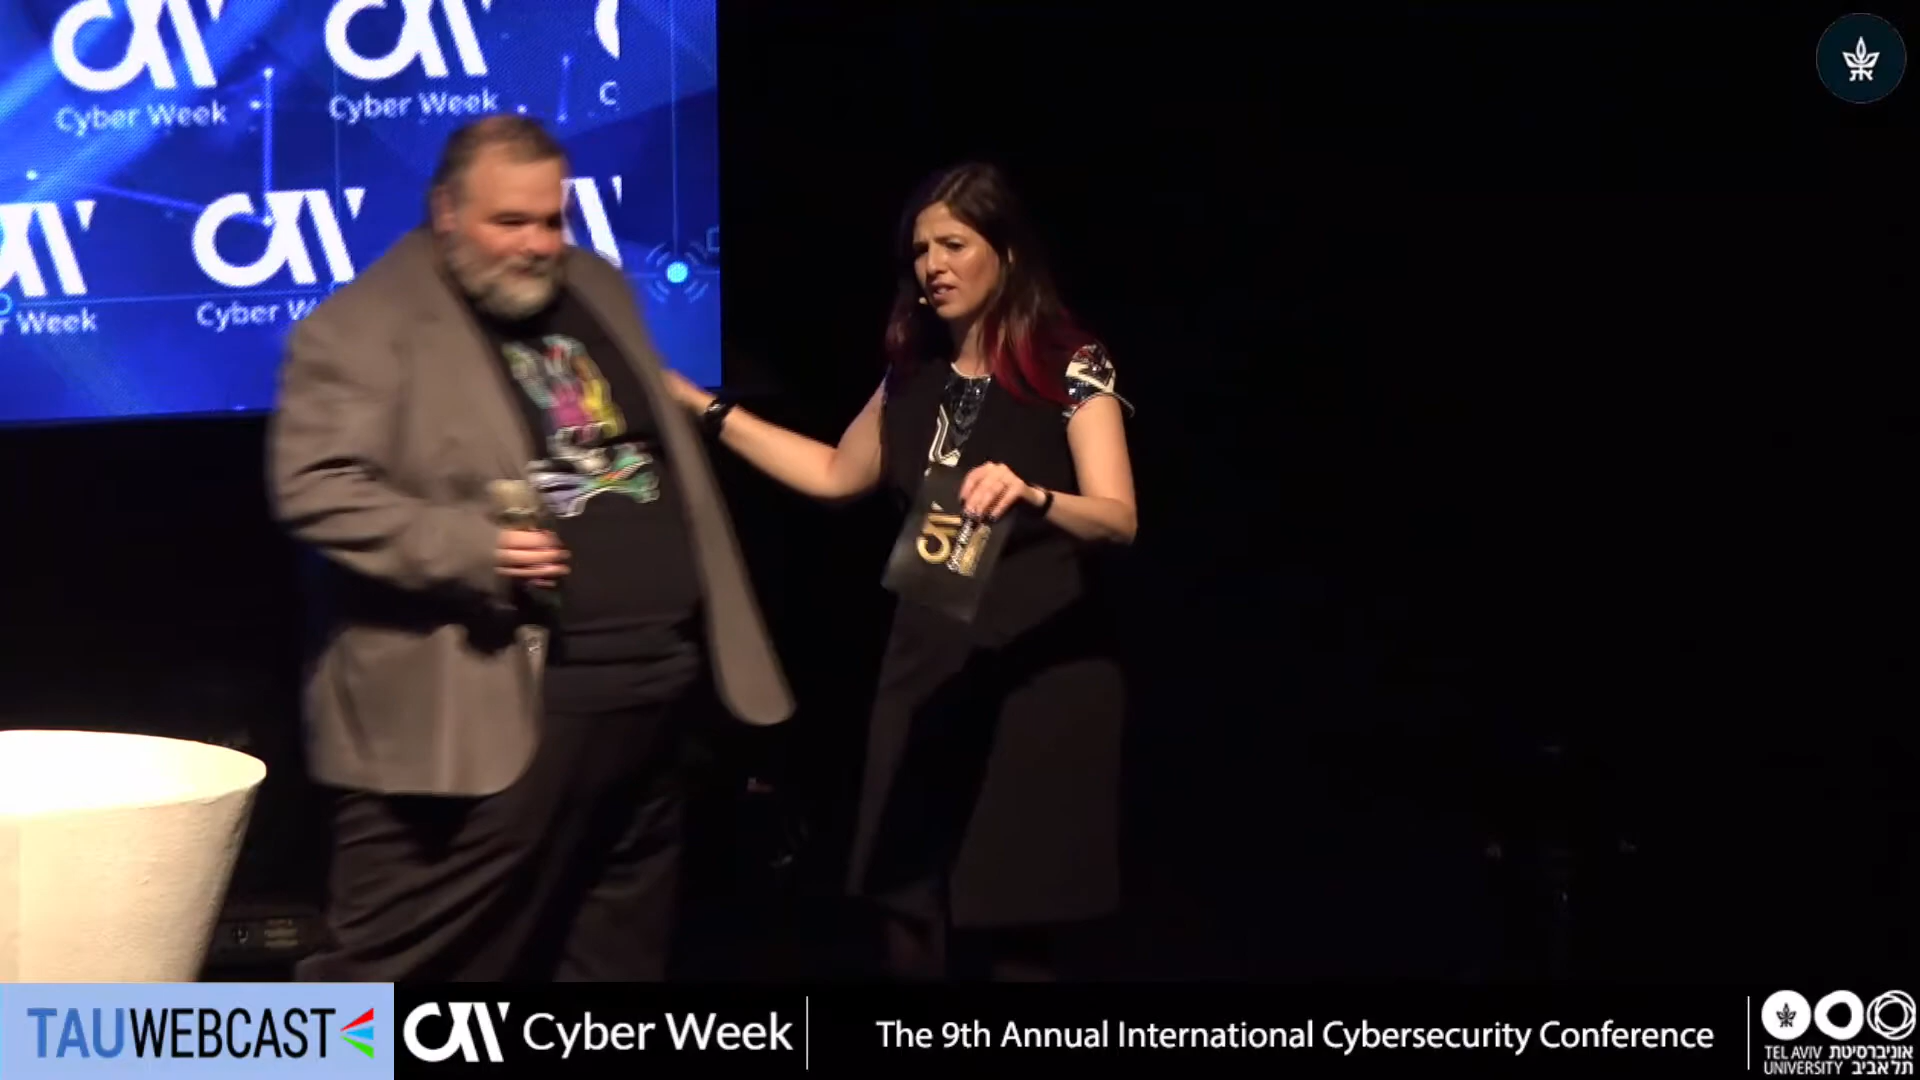 Cyber Week
Cyber Week
C
r Week
Cyber W
TAUWEBCAST
Cyber Week
The 9th Annual International Cybersecurity Conference
TEL AVIV אוניברסיטת
UNIVERSITY תל אביב